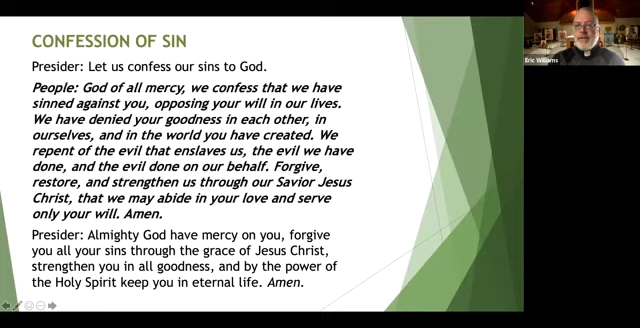 CONFESSION OF SIN
Presider: Let us confess our sins to God.
People: God of all mercy, we confess that we have
sinned against you, opposing your will in our lives.
We have denied your goodness in each other, in
ourselves, and in the world you have created. We
repent of the evil that enslaves us, the evil we have
done, and the evil done on our behalf. Forgive,
restore, and strengthen us through our Savior Jesus
Christ, that we may abide in your love and serve
only your will. Amen.
Presider: Almighty God have mercy on you, forgive
you all your sins through the grace of Jesus Christ,
strengthen you in all goodness, and by the power of
the Holy Spirit keep you in eternal life. Amen.
Eric Williams